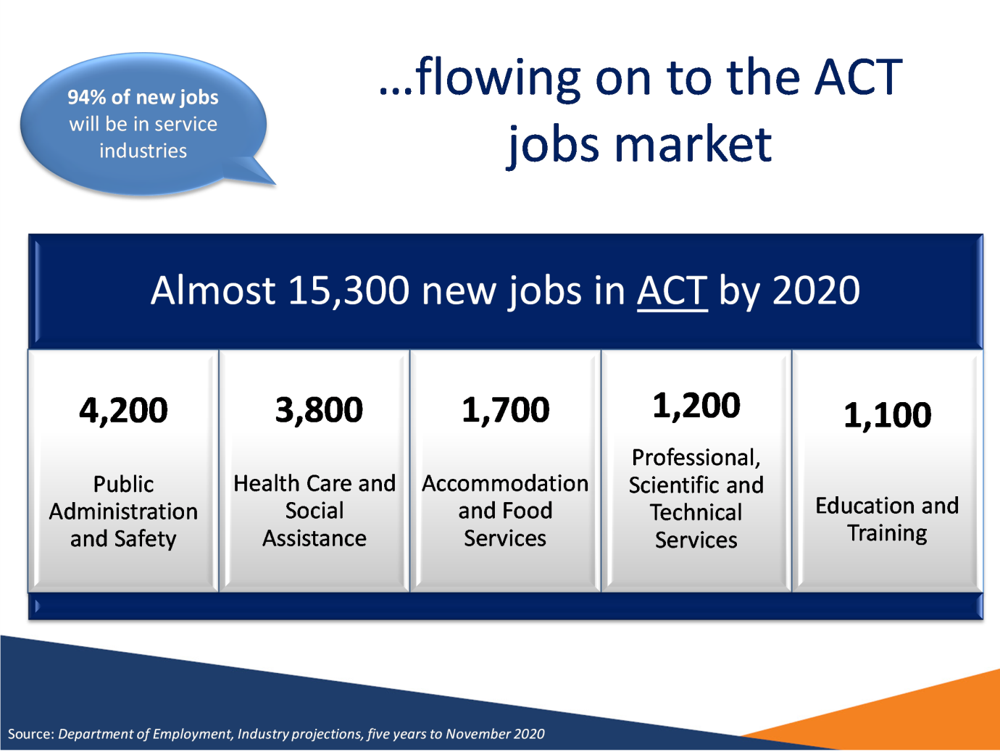 94% of new jobs
will be in service
industries
...flowing on to the ACT
jobs market
Almost 15,300 new jobs in ACT by 2020
4,200
Public
Administration
and Safety
3,800
Health Care and
Social
Assistance
1,700
Accommodation
and Food
Services
1,200
Professional,
Scientific and
Technical
Services
1,100
Education and
Training
Source: Department of Employment, Industry projections, five years to November 2020